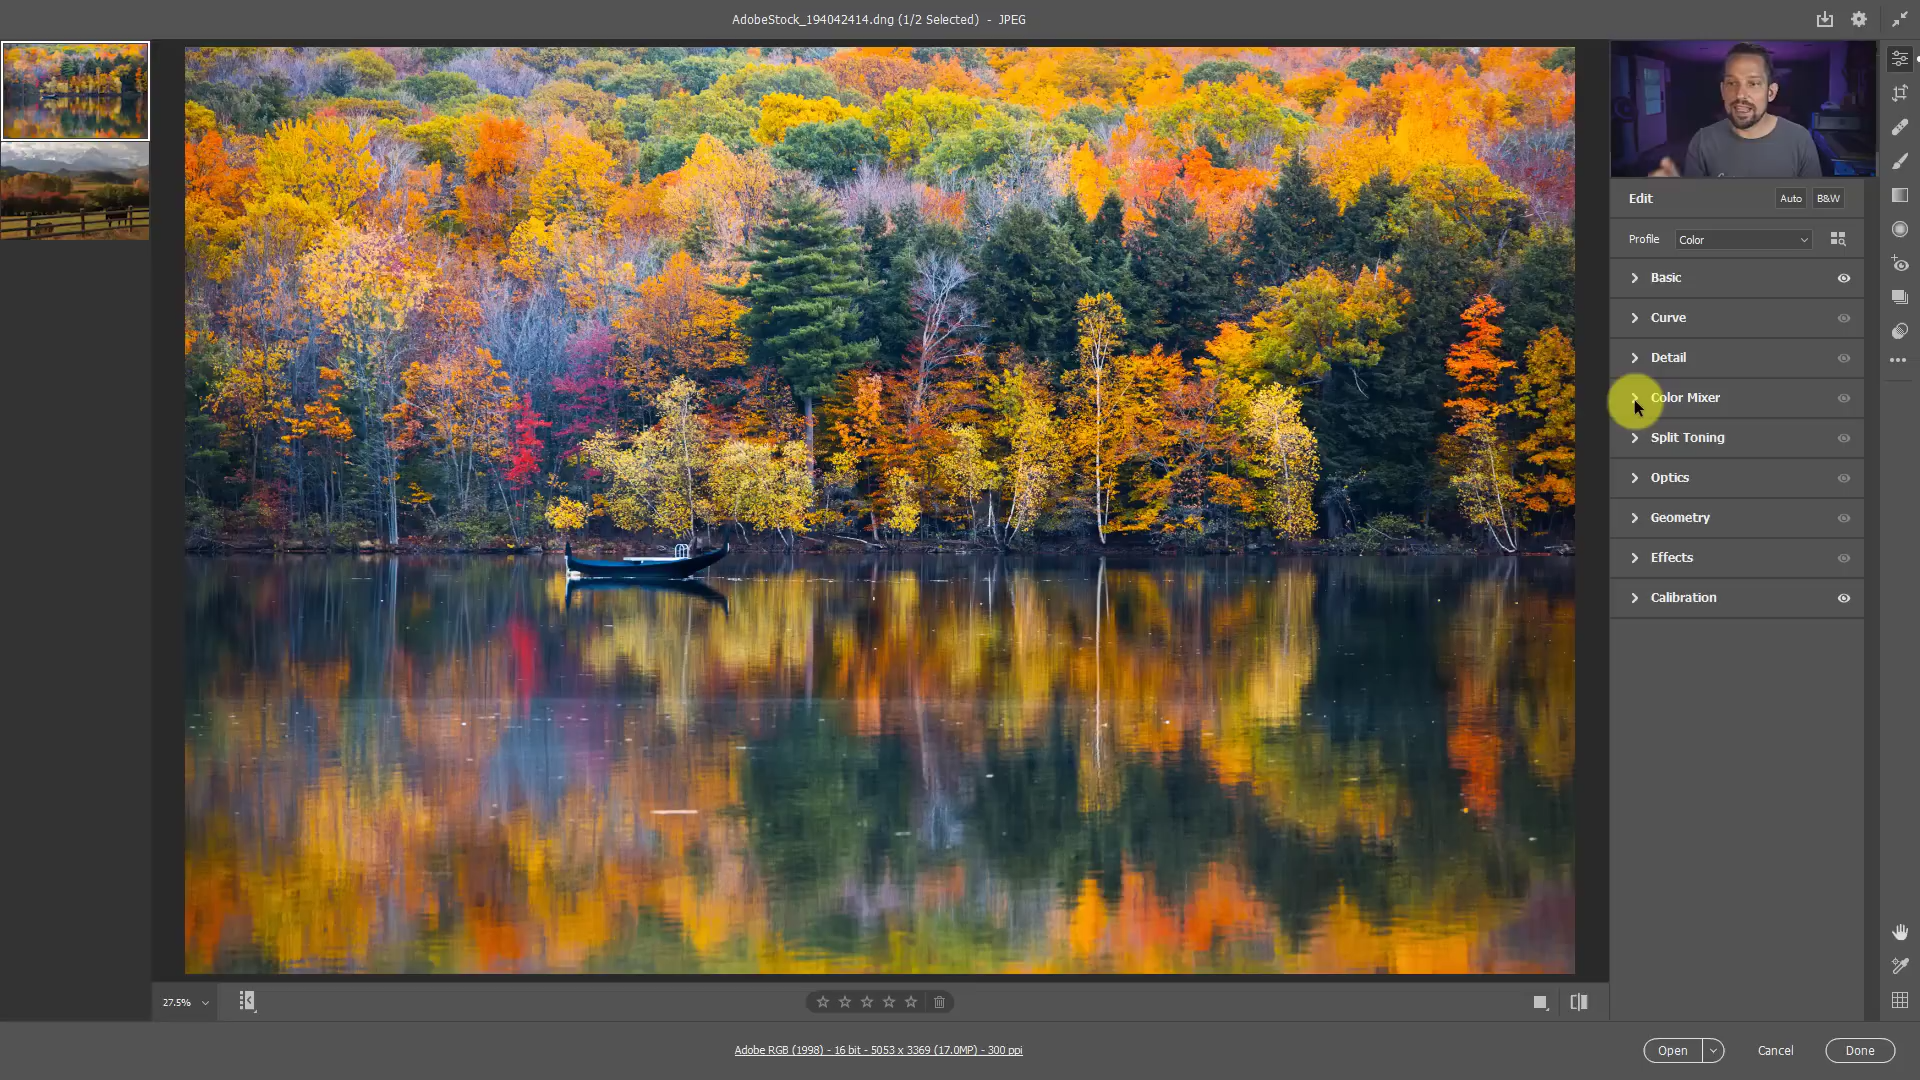 AdobeStock_194042414.dng (1/2 Selected) - JPEG
Edit
Auto
B&W
Profile
Color
Basic
Curve
Detail
Color Mixer
Split Toning
Optics
Geometry
Effects
Calibration
27.5%
Adobe RGB (1998) - 16 bit - 5053 x 3369 (17.0MP) - 300 ppi
Open
Cancel
Done